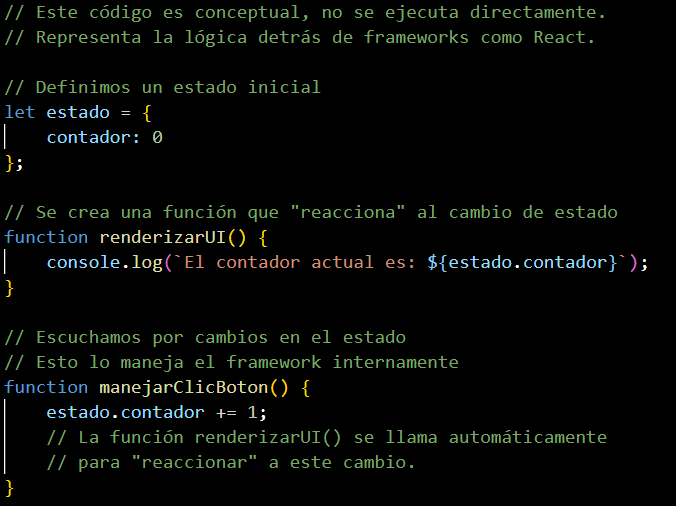 // Este código es conceptual, no se ejecuta directamente.
// Representa la lógica detrás de frameworks como React.
// Definimos un estado inicial
let estado = {
    contador: 0
};
// Se crea una función que "reacciona" al cambio de estado
function renderizarUI() {
    console.log(`El contador actual es: ${estado.contador}`);
}
// Escuchamos por cambios en el estado
// Esto lo maneja el framework internamente
function manejarClicBoton() {
    estado.contador += 1;
    // La función renderizarUI() se llama automáticamente
    // para "reaccionar" a este cambio.
}